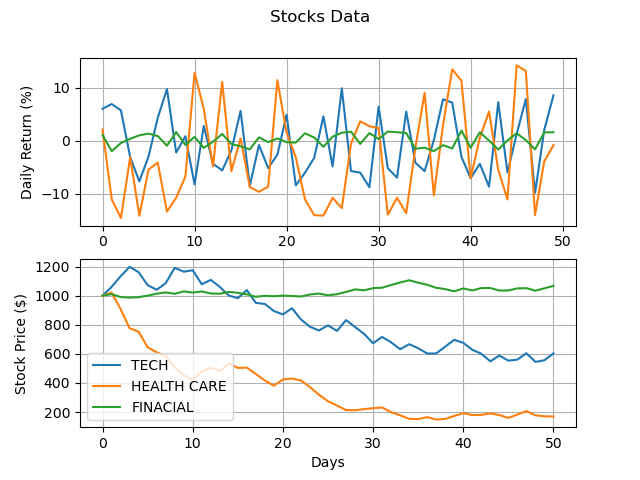 Stocks Data
Daily Return (%)
10
0
−10
0 10 20 30 40 50
Stock Price ($)
1200
1000
800
600
400
200
TECH
HEALTH CARE
FINACIAL
0 10 20 30 40 50
Days